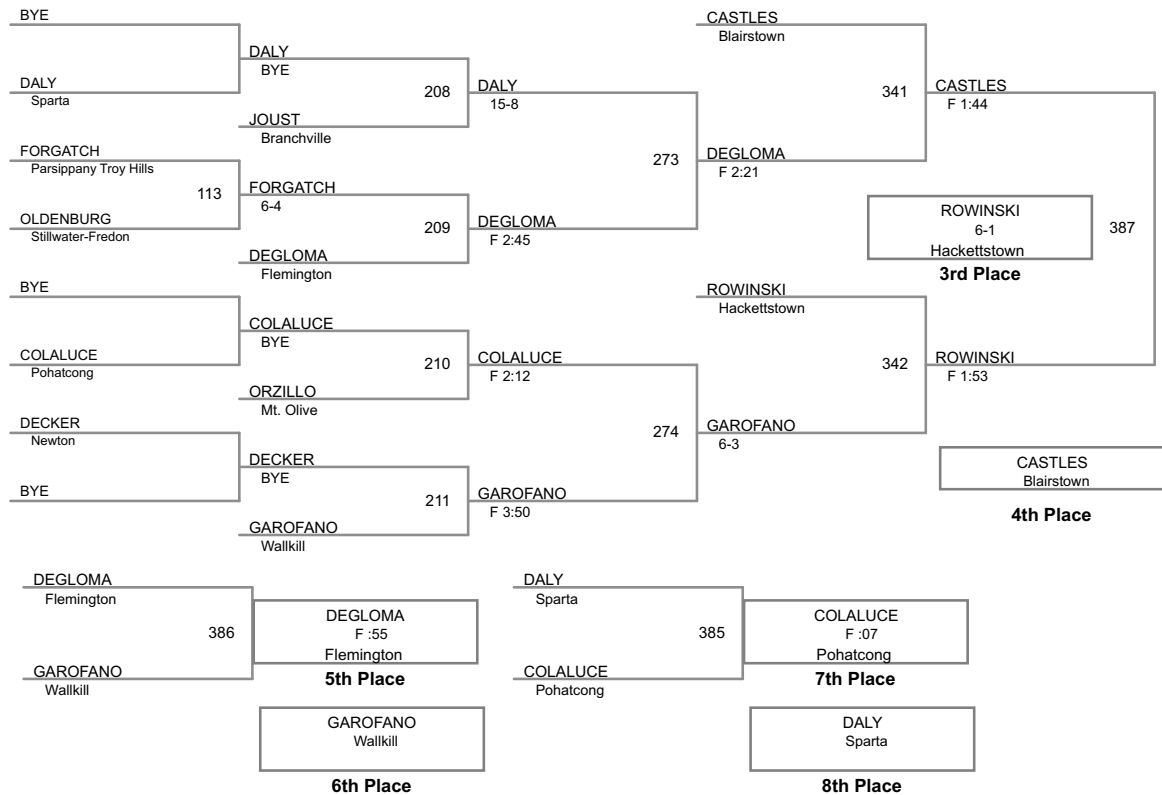 BYE
DALY
Sparta
FORGATCH
Parsippany Troy Hills
113
OLDENBURG
Stillwater-Fredon
BYE
COLALUCE
Pohatcong
DECKER
Newton
BYE
DALY
BYE
208
JOUST
Branchville
FORGATCH
6-4
209
DEGLOMA
Flemington
COLALUCE
BYE
210
ORZILLO
Mt. Olive
DECKER
BYE
211
GAROFANO
Wallkill
DALY
15-8
273
DEGLOMA
F 2:45
COLALUCE
F 2:12
274
GAROFANO
F 3:50
CASTLES
Blairstown
341
DEGLOMA
F 2:21
ROWINSKI
Hackettstown
342
GAROFANO
6-3
CASTLES
F 1:44
387
ROWINSKI
F 1:53
ROWINSKI
6-1
Hackettstown
3rd Place
CASTLES
Blairstown
4th Place
DEGLOMA
Flemington
386
GAROFANO
Wallkill
DEGLOMA
F :55
Flemington
5th Place
GAROFANO
Wallkill
6th Place
DALY
Sparta
385
COLALUCE
Pohatcong
COLALUCE
F :07
Pohatcong
7th Place
DALY
Sparta
8th Place